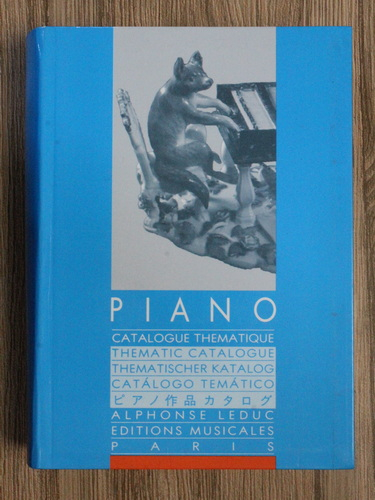 PIANO
CATALOGUE THEMATIQUE
THEMATIC CATALOGUE
THEMATISCHER KATALOG
CATÁLOGO TEMÁTICO
ピアノ作品カタログ
ALPHONSE LEDUC
EDITIONS MUSICALES
PARIS